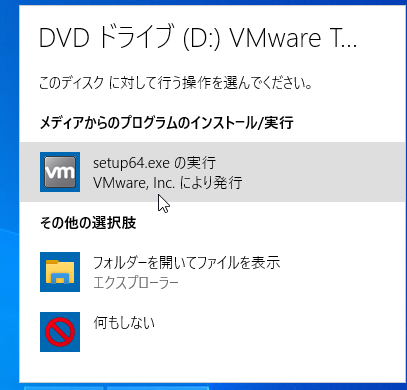 DVD ドライブ (D:) VMware T...
このディスク に対して行う操作を選んでください。
メディアからのプログラムのインストール/実行
vm
setup64.exe の実行
VMware, Inc. により発行
その他の選択肢
フォルダーを開いてファイルを表示
エクスプローラー
何もしない